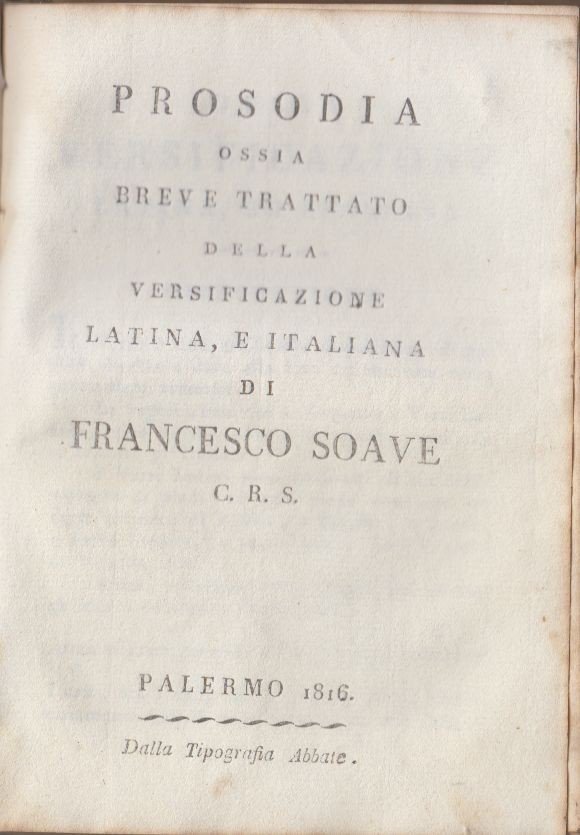 PROSODIA
OSSIA
BREVE TRATTATO
DELLA
VERSIFICAZIONE
LATINA, E ITALIANA
DI
FRANCESCO SOAVE
C. R. S.
PALERMO 1816.
Dalla Tipografia Abbate.